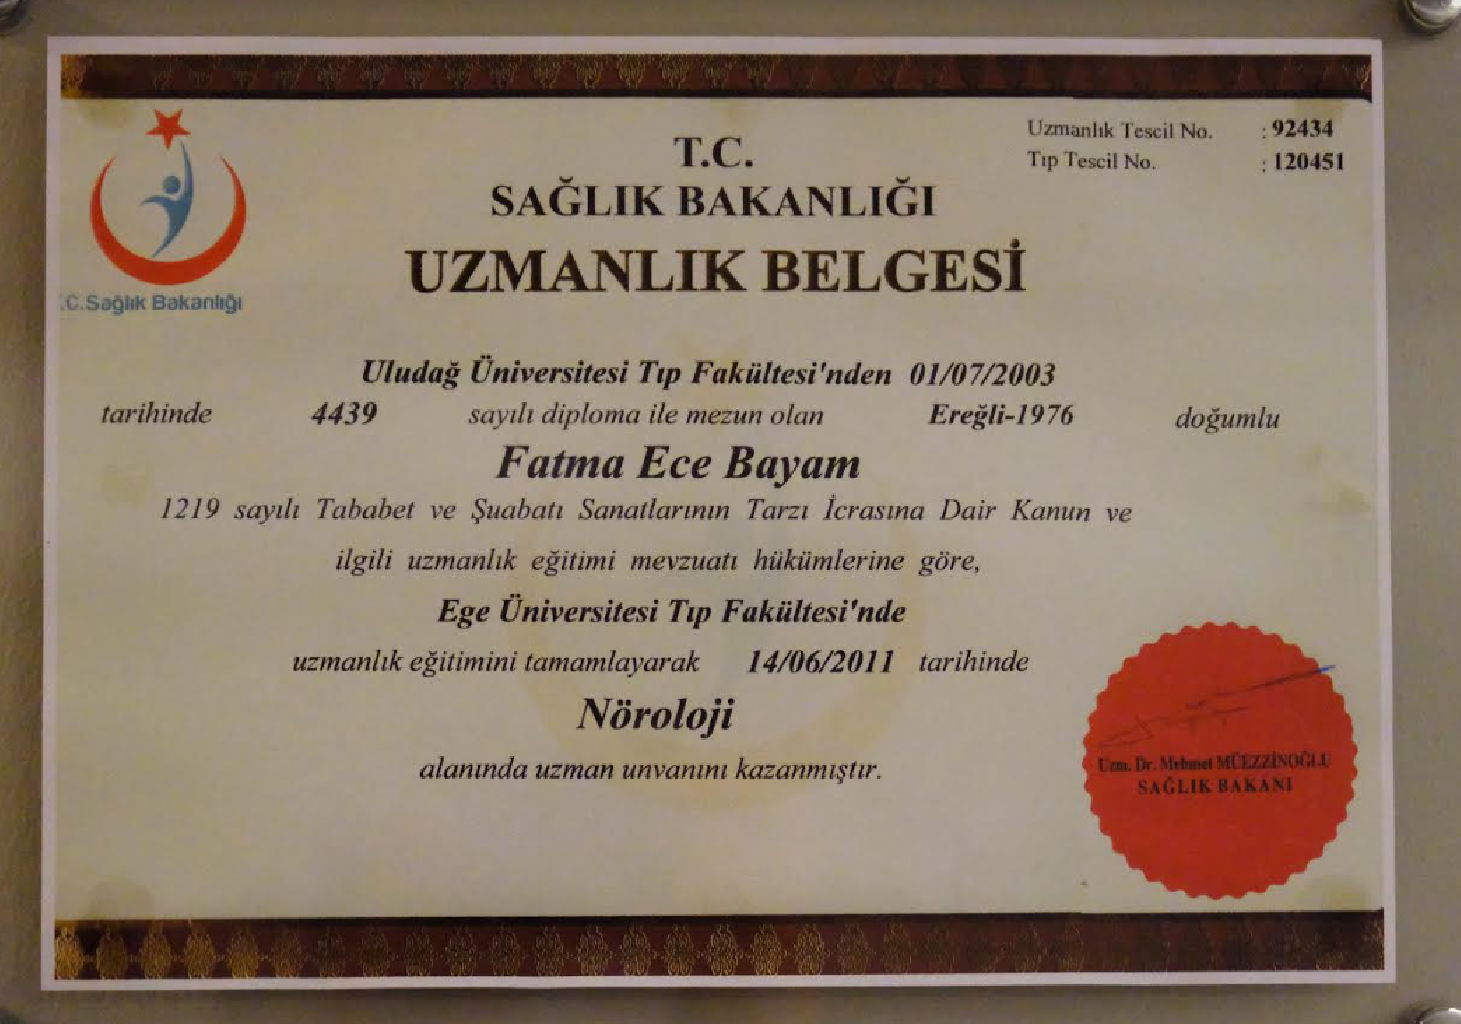 Uzmanlık Tescil No. : 92434
Tıp Tescil No. : 120451
T.C.
SAĞLIK BAKANLIĞI
UZMANLIK BELGESİ
.C.Sağlık Bakanlığı
Uludağ Üniversitesi Tıp Fakültesi'nden 01/07/2003
tarihinde 4439 sayılı diploma ile mezun olan Ereğli-1976 doğumlu
Fatma Ece Bayam
1219 sayılı Tababet ve Şuabatı Sanatlarının Tarzı İcrasına Dair Kanun ve
ilgili uzmanlık eğitimi mevzuatı hükümlerine göre,
Ege Üniversitesi Tıp Fakültesi'nde
uzmanlık eğitimini tamamlayarak 14/06/2011 tarihinde
Nöroloji
alanında uzman unvanını kazanmıştır.
Uzm. Dr. Mehmet MÜEZZİNOĞLU
SAĞLIK BAKANI